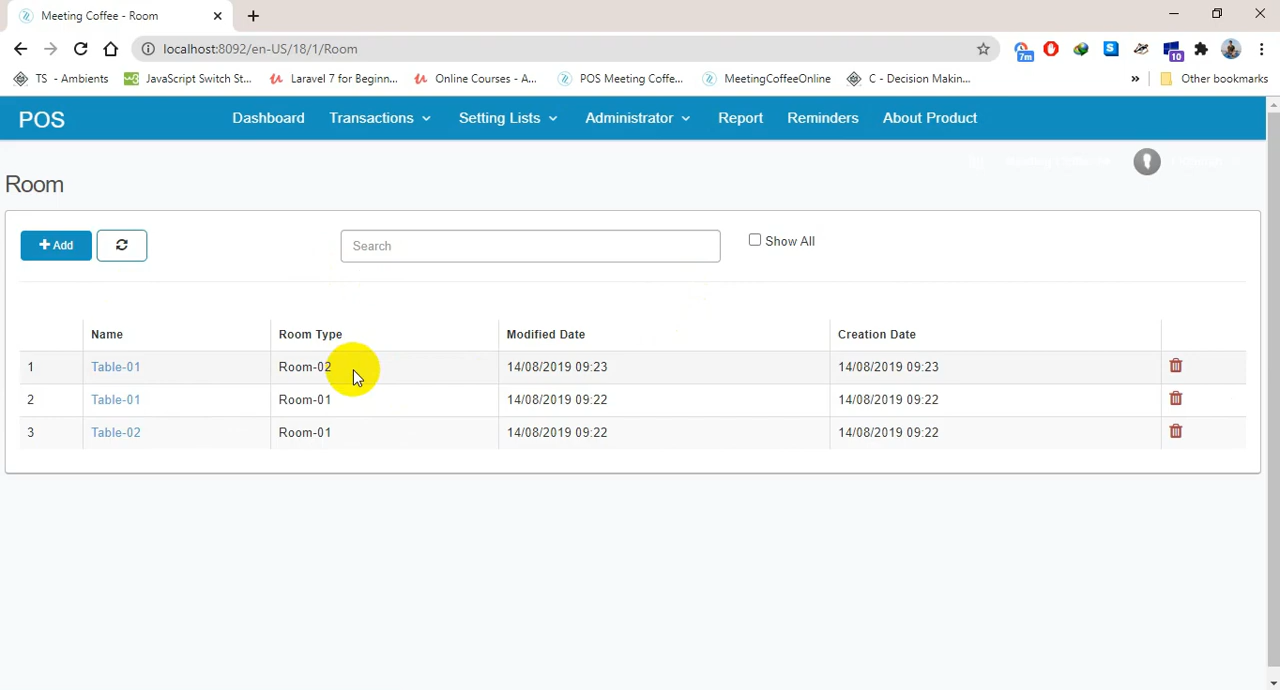 Meeting Coffee - Room
localhost:8092/en-US/18/1/Room
7m
10
TS - Ambients
JavaScript Switch St...
Laravel 7 for Beginn...
Online Courses - A...
POS Meeting Coffe...
MeetingCoffeeOnline
C - Decision Makin...
»
Other bookmarks
POS
Dashboard
Transactions
Setting Lists
Administrator
Report
Reminders
About Product
Room
Add
Search
Show All
Name Room Type Modified Date Creation Date
1 Table-01 Room-02 14/08/2019 09:23 14/08/2019 09:23
2 Table-01 Room-01 14/08/2019 09:22 14/08/2019 09:22
3 Table-02 Room-01 14/08/2019 09:22 14/08/2019 09:22